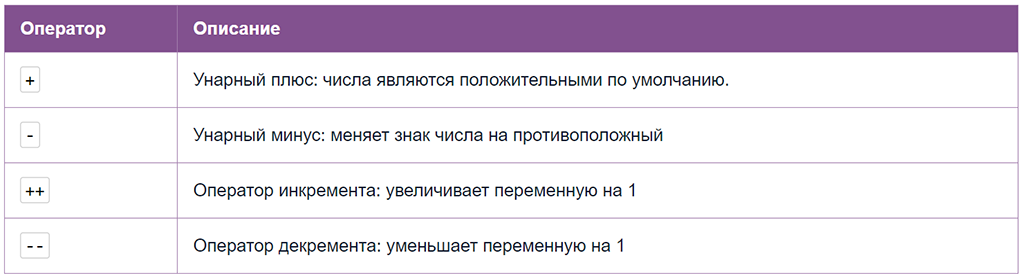 Оператор Описание
+ Унарный плюс: числа являются положительными по умолчанию.
- Унарный минус: меняет знак числа на противоположный
++ Оператор инкремента: увеличивает переменную на 1
-- Оператор декремента: уменьшает переменную на 1